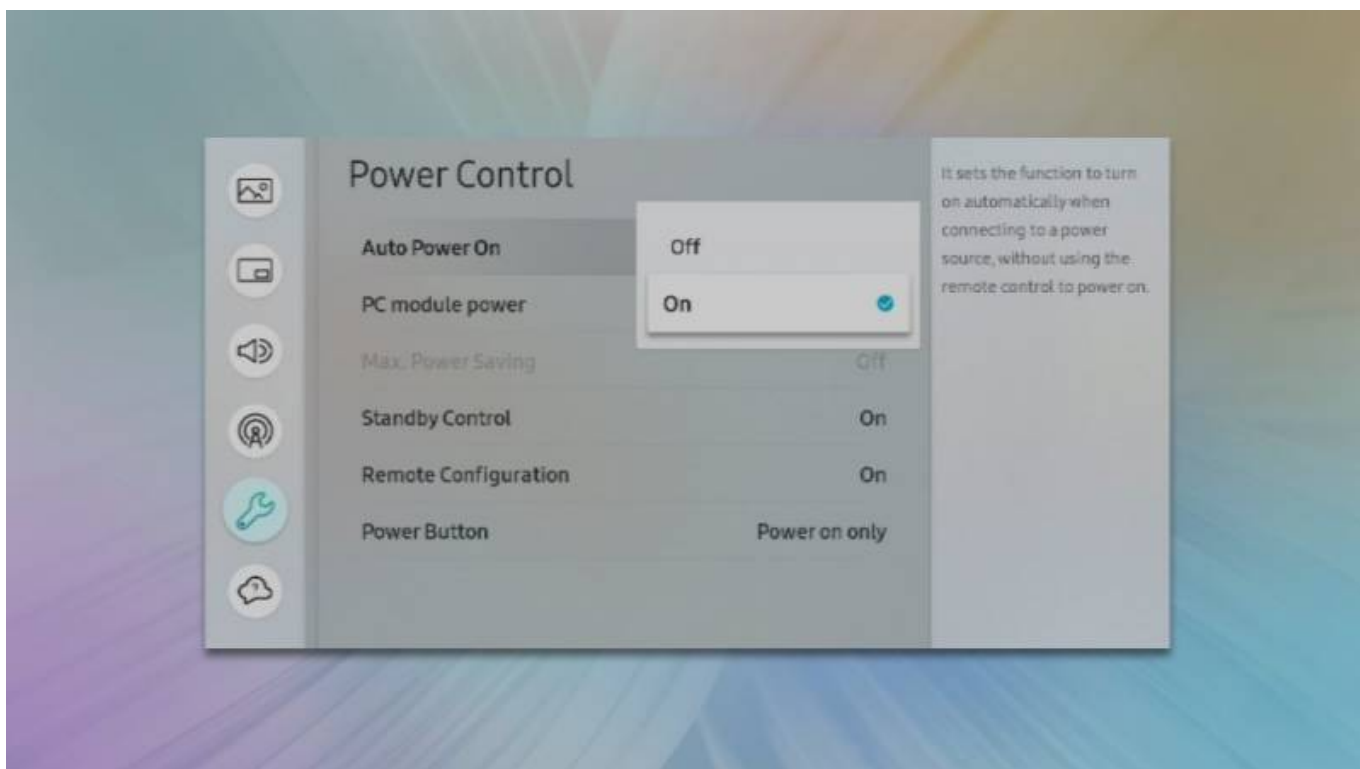 Power Control
Auto Power On
Off
On
PC module power
Max. Power Saving Off
Standby Control On
Remote Configuration On
Power Button Power on only
It sets the function to turn
on automatically when
connecting to a power
source, without using the
remote control to power on.